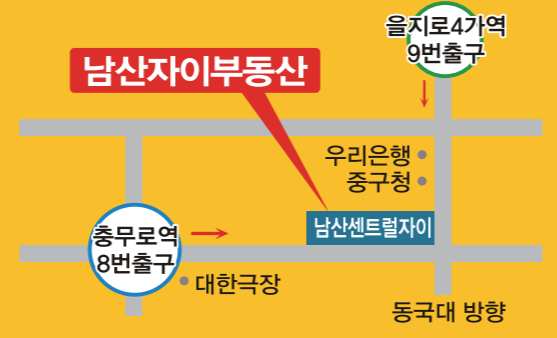 을지로4가역
9번출구
남산자이부동산
우리은행
중구청
남산센트럴자이
충무로역
8번출구
대한극장
동국대 방향